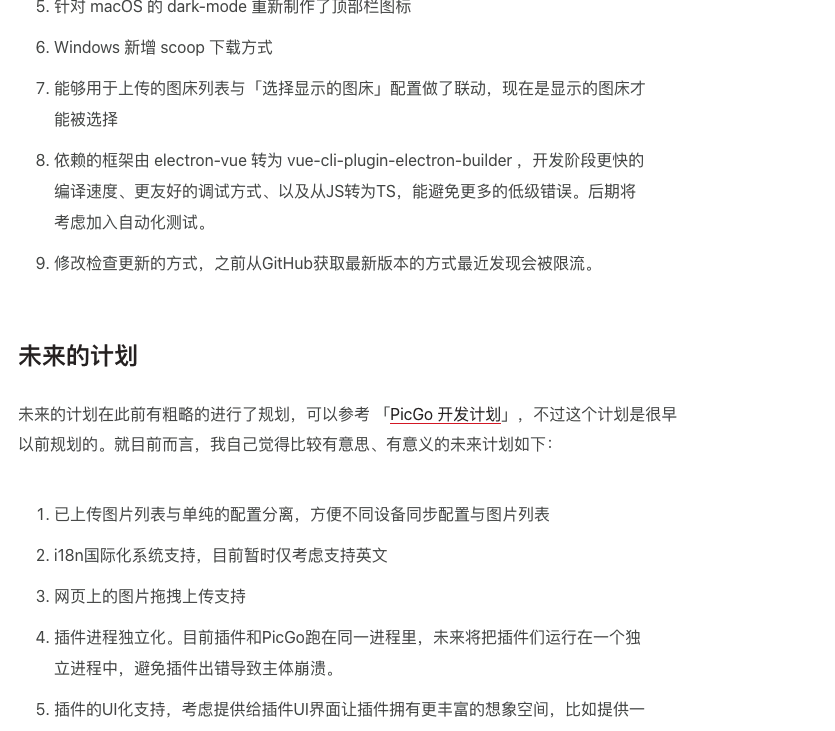 5. 针对 macOS 的 dark-mode 重新制作了顶部栏图标
6. Windows 新增 scoop 下载方式
7. 能够用于上传的图床列表与「选择显示的图床」配置做了联动，现在是显示的图床才
能被选择
8. 依赖的框架由 electron-vue 转为 vue-cli-plugin-electron-builder ，开发阶段更快的
编译速度、更友好的调试方式、以及从JS转为TS，能避免更多的低级错误。后期将
考虑加入自动化测试。
9. 修改检查更新的方式，之前从GitHub获取最新版本的方式最近发现会被限流。
未来的计划
未来的计划在此前有粗略的进行了规划，可以参考 「PicGo 开发计划」，不过这个计划是很早
以前规划的。就目前而言，我自己觉得比较有意思、有意义的未来计划如下：
1. 已上传图片列表与单纯的配置分离，方便不同设备同步配置与图片列表
2. i18n国际化系统支持，目前暂时仅考虑支持英文
3. 网页上的图片拖拽上传支持
4. 插件进程独立化。目前插件和PicGo跑在同一进程里，未来将把插件们运行在一个独
立进程中，避免插件出错导致主体崩溃。
5. 插件的UI化支持，考虑提供给插件UI界面让插件拥有更丰富的想象空间，比如提供一